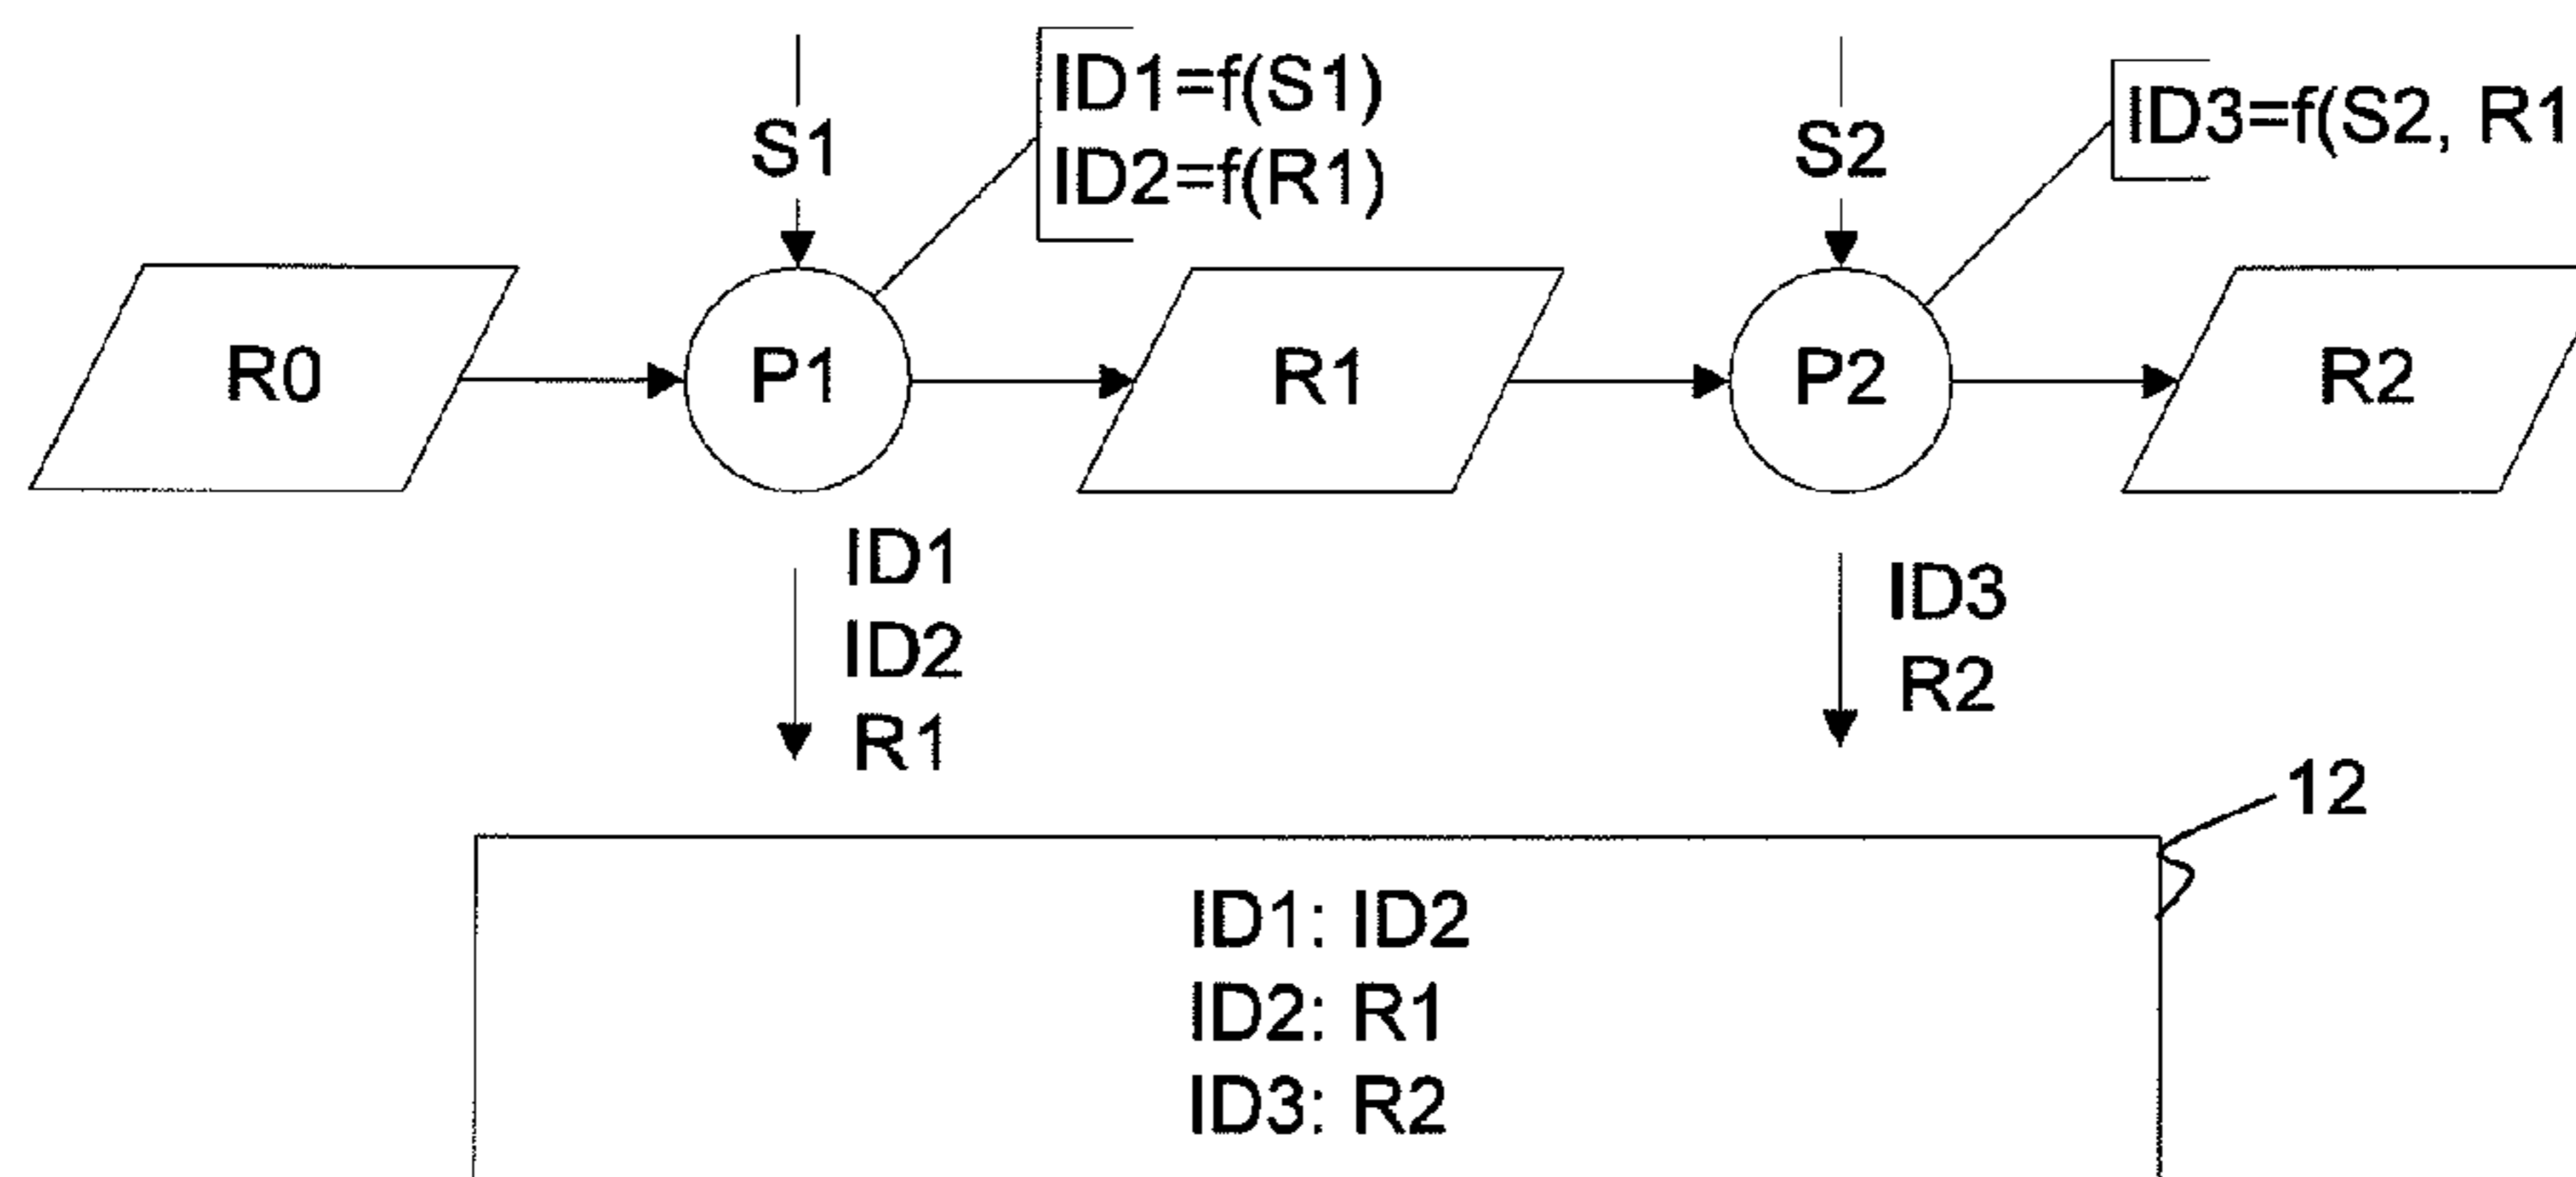 ID1=f(S1)
ID2=f(R1)
S1
S2
ID3=f(S2, R1
R0
P1
R1
P2
R2
ID1
ID2
R1
ID3
R2
12
ID1: ID2
ID2: R1
ID3: R2